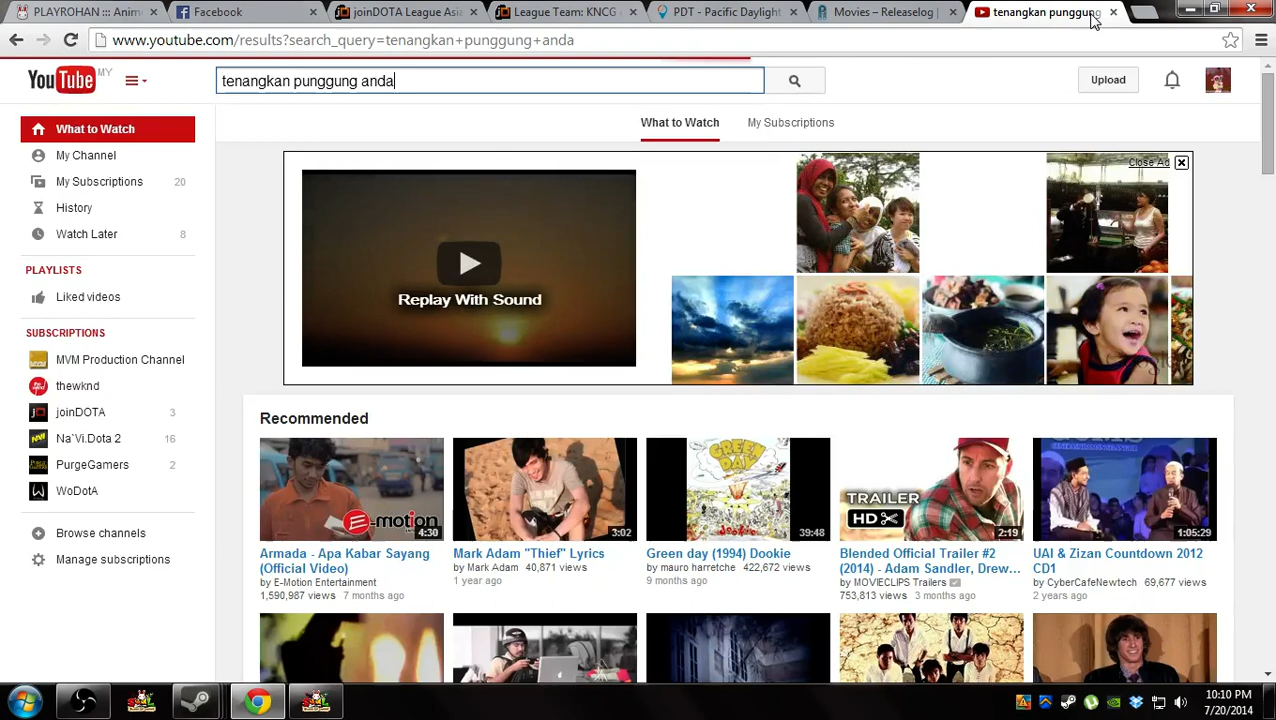 PLAYROHAN ::: Anim
Facebook
joinDOTA League Asi
League Team: KNCG
PDT - Pacific Daylight
Movies – Releaselog |
tenangkan punggung
www.youtube.com/results?search_query=tenangkan+punggung+anda
YouTube MY
tenangkan punggung anda
Upload
What to Watch
My Subscriptions
What to Watch
My Channel
My Subscriptions 20
History
Watch Later 8
PLAYLISTS
Liked videos
SUBSCRIPTIONS
MVM Production Channel
thewknd
joinDOTA 3
Na`Vi.Dota 2 16
PurgeGamers 2
WoDotA
Browse channels
Manage subscriptions
Close Ad
Replay With Sound
Recommended
E-motion
4:30
Armada - Apa Kabar Sayang
(Official Video)
by E-Motion Entertainment
1,590,987 views 7 months ago
3:02
Mark Adam "Thief" Lyrics
by Mark Adam 40,871 views
1 year ago
GREEN DAY
39:48
Green day (1994) Dookie
by mauro harretche 422,672 views
9 months ago
TRAILER
HD
2:19
Blended Official Trailer #2
(2014) - Adam Sandler, Drew...
by MOVIECLIPS Trailers
753,813 views 3 months ago
1:05:29
UAI & Zizan Countdown 2012
CD1
by CyberCafeNewtech 69,677 views
2 years ago
10:10 PM
7/20/2014